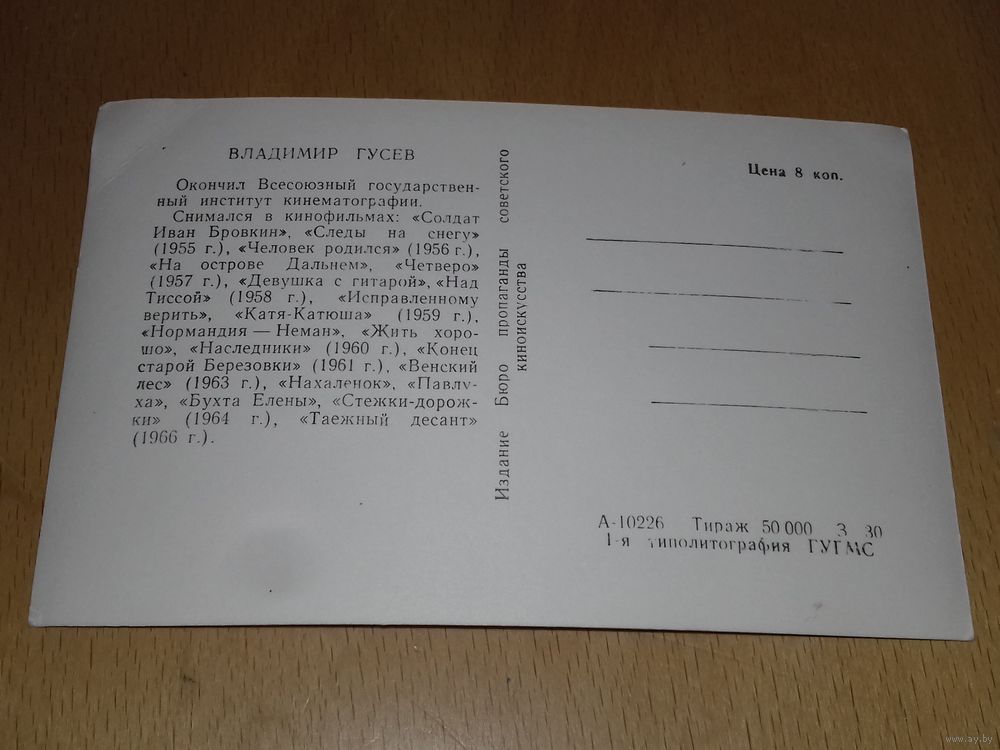 ВЛАДИМИР ГУСЕВ
Окончил Всесоюзный государствен-
ный институт кинематографии.
Снимался в кинофильмах: «Солдат
Иван Бровкин», «Следы на снегу»
(1955 г.), «Человек родился» (1956 г.),
«На острове Дальнем», «Четверо»
(1957 г.), «Девушка с гитарой», «Над
Тиссой» (1958 г.), «Исправленному
верить», «Катя-Катюша» (1959 г.),
«Нормандия — Неман», «Жить хоро-
шо», «Наследники» (1960 г.), «Конец
старой Березовки» (1961 г.), «Венский
лес» (1963 г.), «Нахаленок», «Павлу-
ха», «Бухта Елены», «Стежки-дорож-
ки» (1964 г.), «Таежный десант»
(1966 г.).
Издание Бюро пропаганды советского
киноискусства
Цена 8 коп.
А-10226 Тираж 50 000 З 30
1-я типолитография ГУГМС
www.ay.by